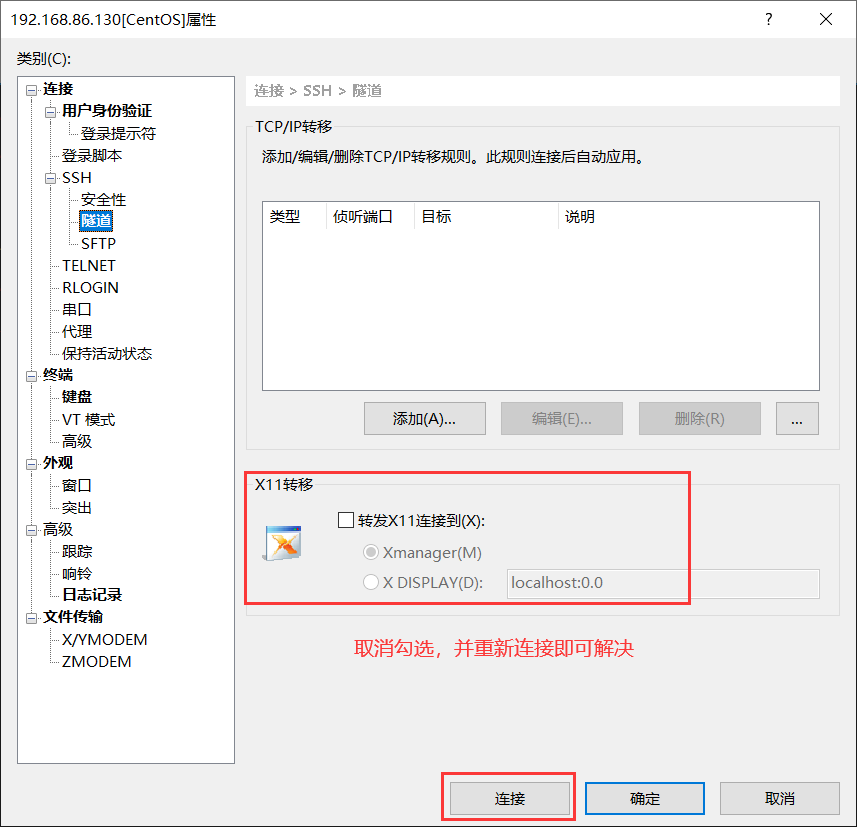 192.168.86.130[CentOS]属性
?
类别(C):
连接
用户身份验证
登录提示符
登录脚本
SSH
安全性
隧道
SFTP
TELNET
RLOGIN
串口
代理
保持活动状态
终端
键盘
VT 模式
高级
外观
窗口
突出
高级
跟踪
响铃
日志记录
文件传输
X/YMODEM
ZMODEM
连接 > SSH > 隧道
TCP/IP转移
添加/编辑/删除TCP/IP转移规则。此规则连接后自动应用。
类型 侦听端口 目标 说明
添加(A)... 编辑(E)... 删除(R) ...
X11转移
转发X11连接到(X):
Xmanager(M)
X DISPLAY(D): localhost:0.0
取消勾选，并重新连接即可解决
连接 确定 取消